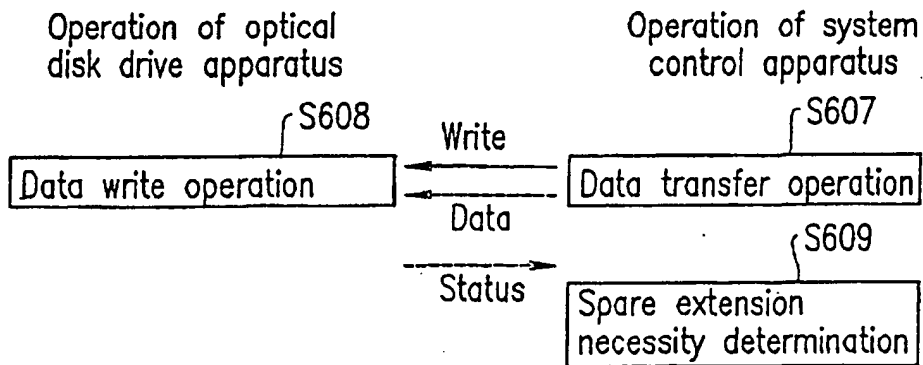 Operation of optical
disk drive apparatus
Operation of system
control apparatus
S608
S607
Write
Data write operation
Data transfer operation
Data
S609
Status
Spare extension
necessity determination